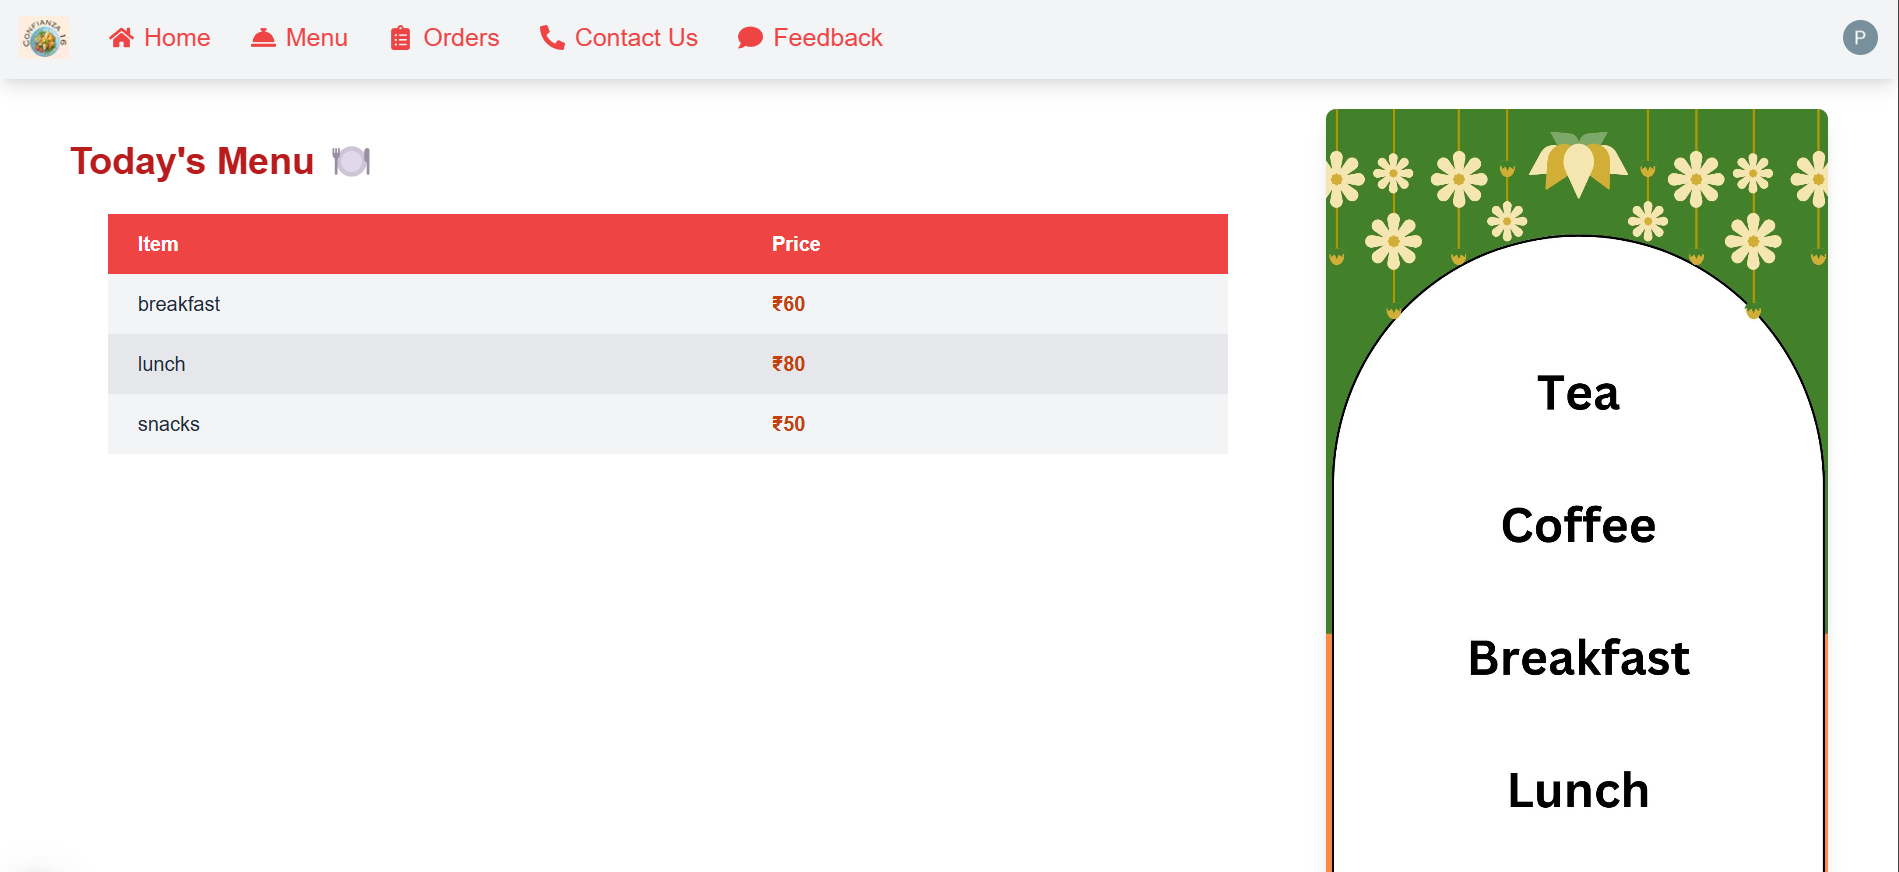 CONFIANZA 16
Home Menu Orders Contact Us Feedback
P
Today's Menu
Item Price
breakfast ₹60
lunch ₹80
snacks ₹50
Tea
Coffee
Breakfast
Lunch